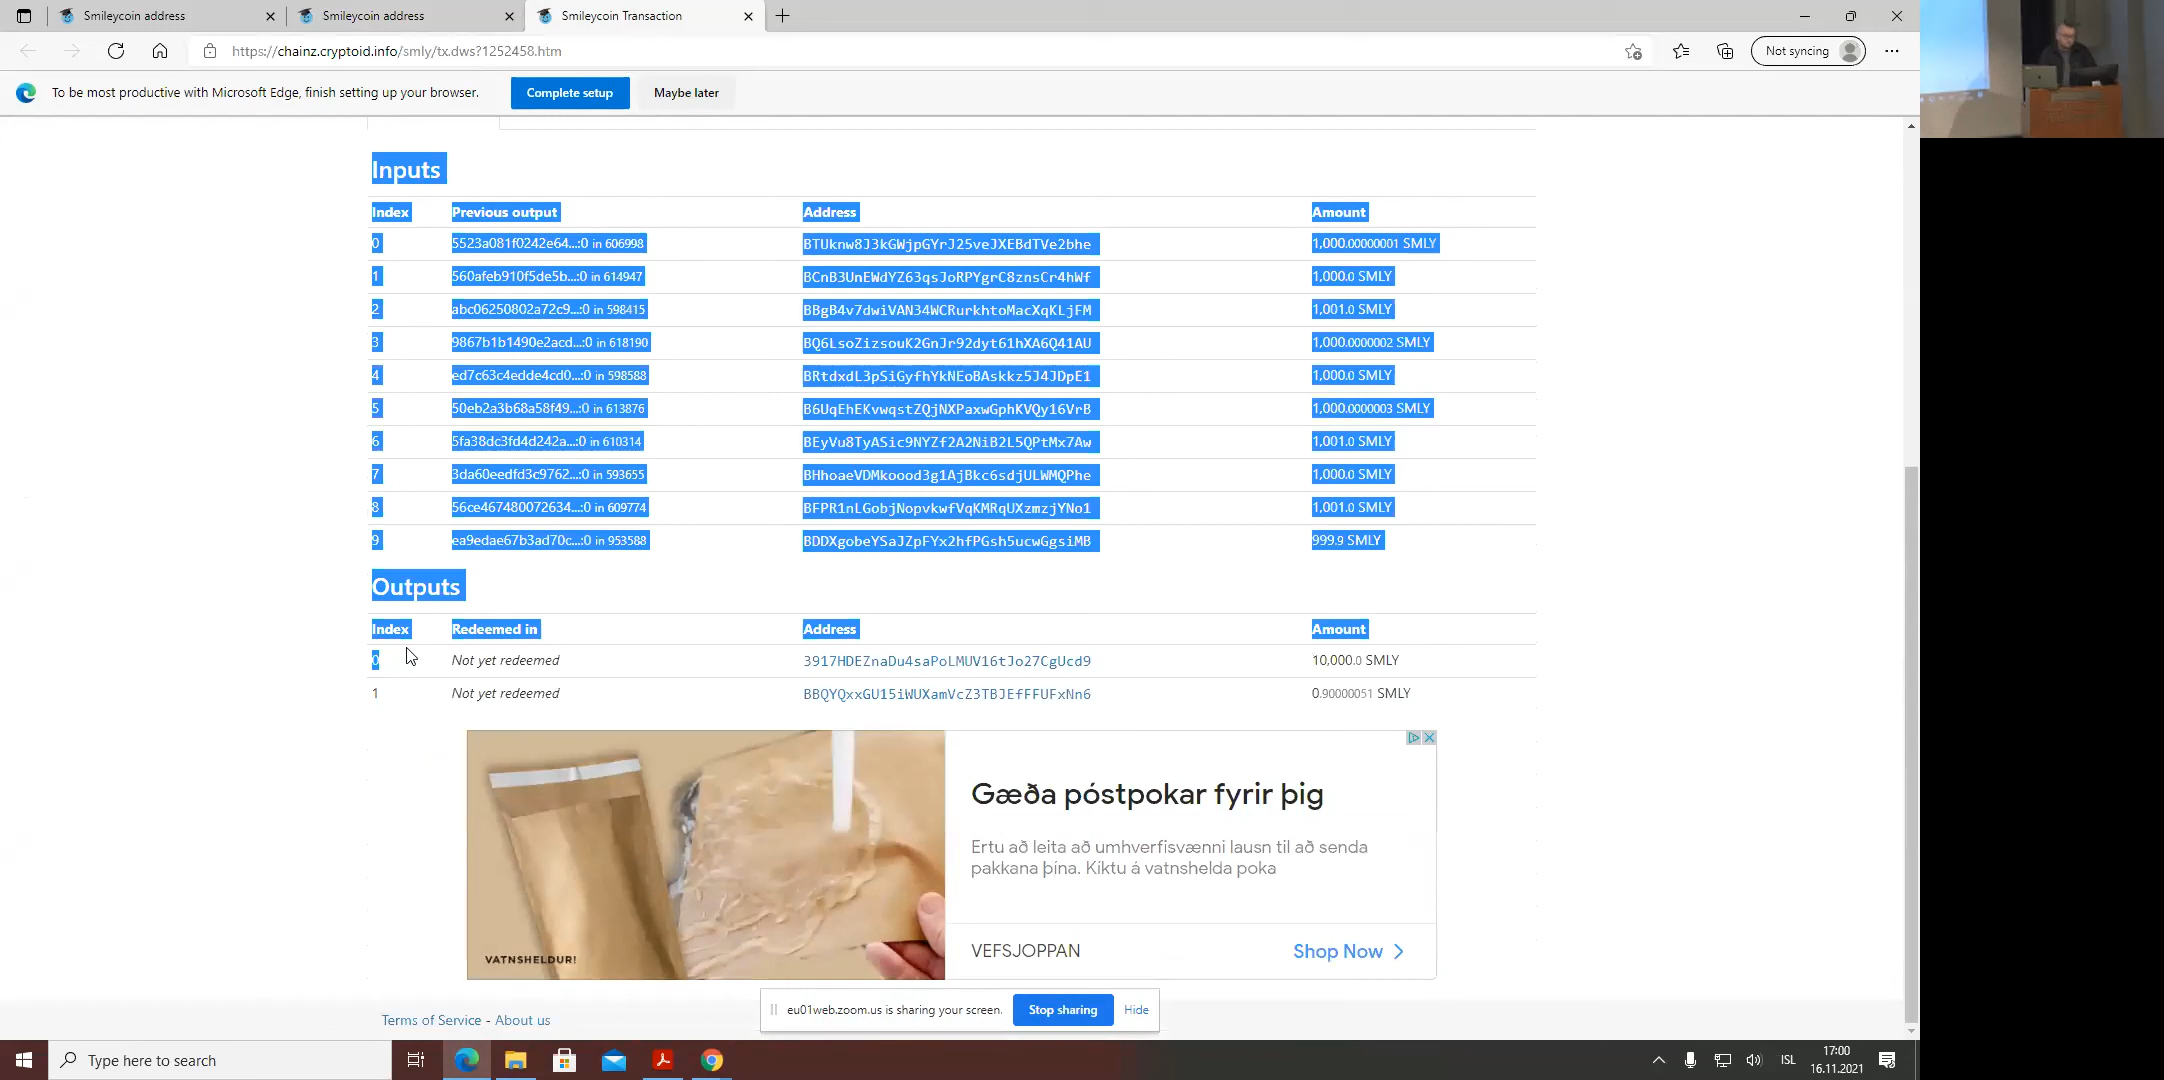 Smileycoin address
Smileycoin address
Smileycoin Transaction
https://chainz.cryptoid.info/smly/tx.dws?1252458.htm
Not syncing
To be most productive with Microsoft Edge, finish setting up your browser.
Complete setup
Maybe later
Inputs
Index Previous output Address Amount
0 5523a081f0242e64...:0 in 606998 BTUknw8J3kGWjpGYrJ25veJXEBdTVe2bhe 1,000.00000001 SMLY
1 560afeb910f5de5b...:0 in 614947 BCnB3UnEWdYZ63qsJoRPYgrC8znsCr4hWf 1,000.0 SMLY
2 abc06250802a72c9...:0 in 598415 BBgB4v7dwiVAN34WCRurkhtoMacXqKLjFM 1,001.0 SMLY
3 9867b1b1490e2acd...:0 in 618190 BQ6LsoZizsouK2GnJr92dyt61hXA6Q41AU 1,000.0000002 SMLY
4 ed7c63c4edde4cd0...:0 in 598588 BRtdxdL3pSiGyfhYkNEoBAskkz5J4JDpE1 1,000.0 SMLY
5 50eb2a3b68a58f49...:0 in 613876 B6UqEhEKvwqstZQjNXPaxwGphKVQy16VrB 1,000.0000003 SMLY
6 5fa38dc3fd4d242a...:0 in 610314 BEyVu8TyASic9NYZf2A2NiB2L5QPtMx7Aw 1,001.0 SMLY
7 3da60eedfd3c9762...:0 in 593655 BHhoaeVDMkoood3g1AjBkc6sdjULWMQPhe 1,000.0 SMLY
8 56ce467480072634...:0 in 609774 BFPR1nLGobjNopvkwfVqKMRqUXzmzjYNo1 1,001.0 SMLY
9 ea9edae67b3ad70c...:0 in 953588 BDDXgobeYSaJZpFYx2hfPGsh5ucwGgsiMB 999.9 SMLY
Outputs
Index Redeemed in Address Amount
0 Not yet redeemed 3917HDEZnaDu4saPoLMUV16tJo27CgUcd9 10,000.0 SMLY
1 Not yet redeemed BBQYQxxGU15iWUXamVcZ3TBJEfFFUFxNn6 0.90000051 SMLY
Gæða póstpokar fyrir þig
Ertu að leita að umhverfisvænni lausn til að senda
pakkana þína. Kíktu á vatnshelda poka
VATNSHELDUR!
VEFSJOPPAN
Shop Now
eu01web.zoom.us is sharing your screen.
Stop sharing
Hide
Terms of Service - About us
Type here to search
ISL
17:00
16.11.2021